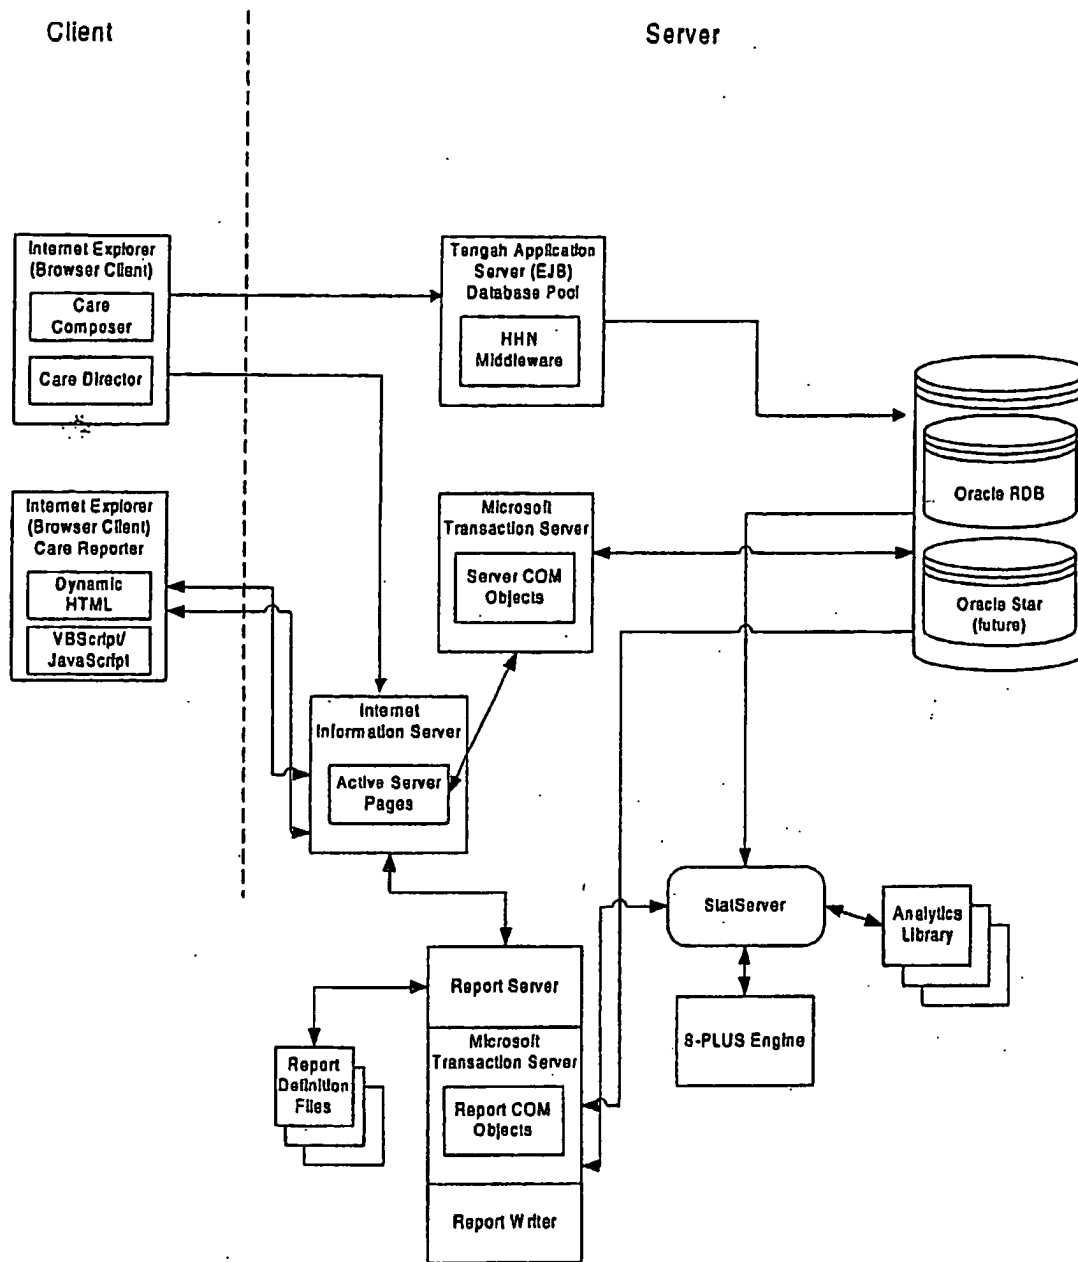 Client
Server
Internet Explorer
(Browser Client)
Care
Composer
Care Director
Tengah Application
Server (EJB)
Database Pool
HHN
Middleware
Oracle RDB
Oracle Star
(future)
Internet Explorer
(Browser Client)
Care Reporter
Dynamic
HTML
VBScript/
JavaScript
Microsoft
Transaction Server
Server COM
Objects
Internet
Information Server
Active Server
Pages
StatServer
Analytics
Library
S-PLUS Engine
Report Server
Microsoft
Transaction Server
Report COM
Objects
Report Writer
Report
Definition
Files